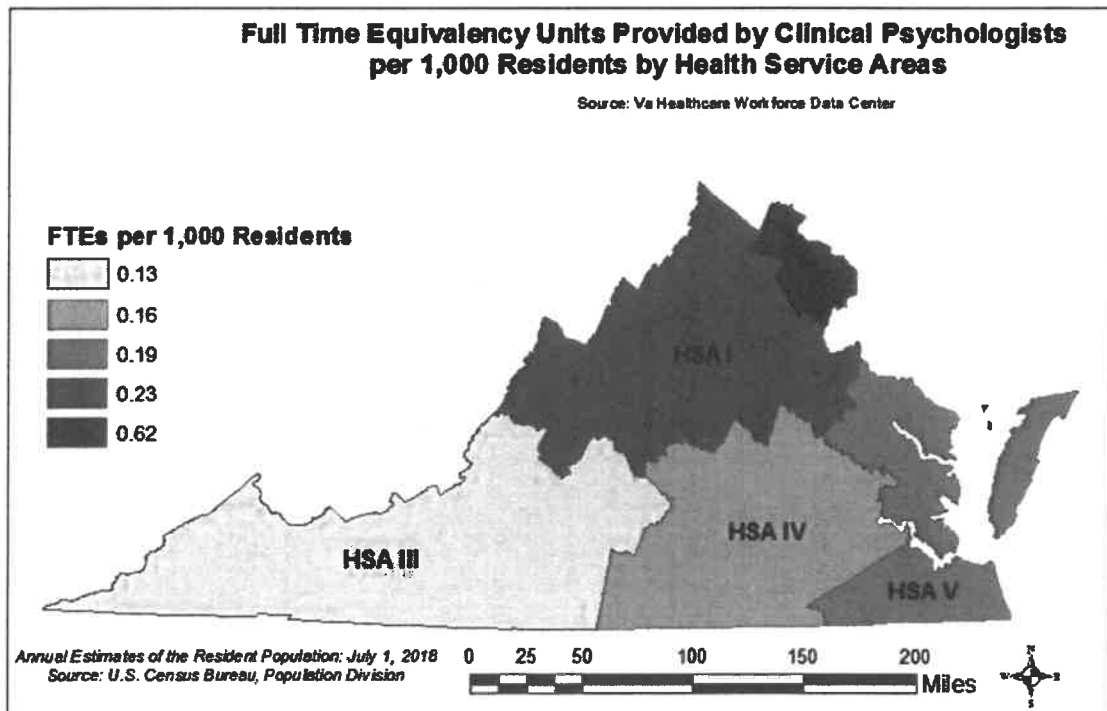 Full Time Equivalency Units Provided by Clinical Psychologists
per 1,000 Residents by Health Service Areas
Source: Va Healthcare Workforce Data Center
FTEs per 1,000 Residents
0.13
0.16
0.19
0.23
0.62
HSA I
HSA III
HSA IV
HSA V
Annual Estimates of the Resident Population: July 1, 2018
Source: U.S. Census Bureau, Population Division
0 25 50 100 150 200
Miles
N
W E
S